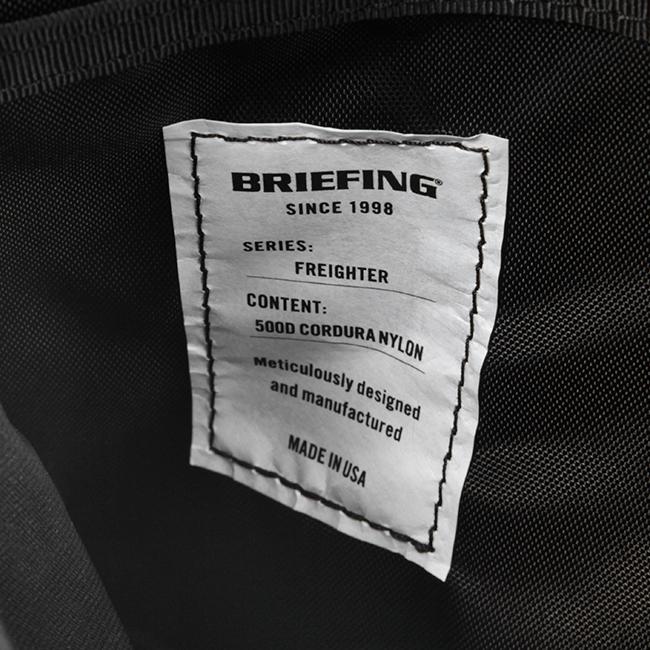 BRIEFING®
SINCE 1998
SERIES:
FREIGHTER
CONTENT:
500D CORDURA NYLON
Meticulously designed
and manufactured
MADE IN USA